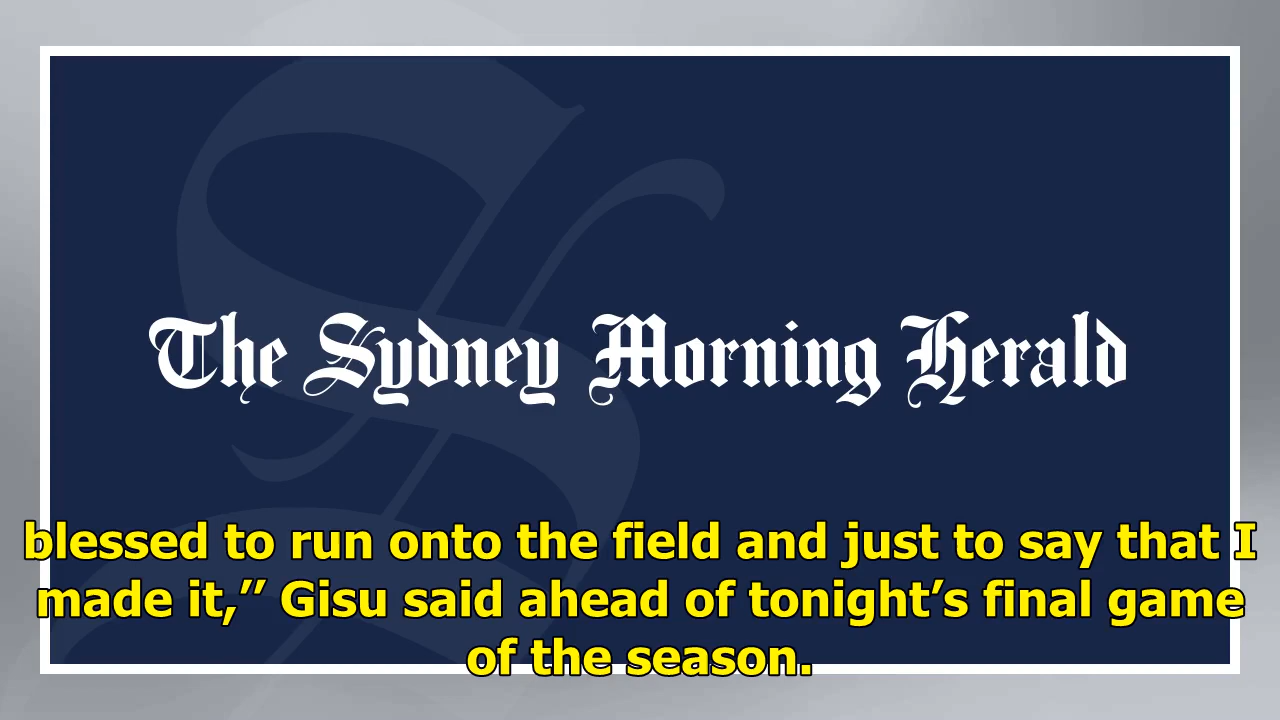 The Sydney Morning Herald
blessed to run onto the field and just to say that I
made it,’’ Gisu said ahead of tonight’s final game
of the season.